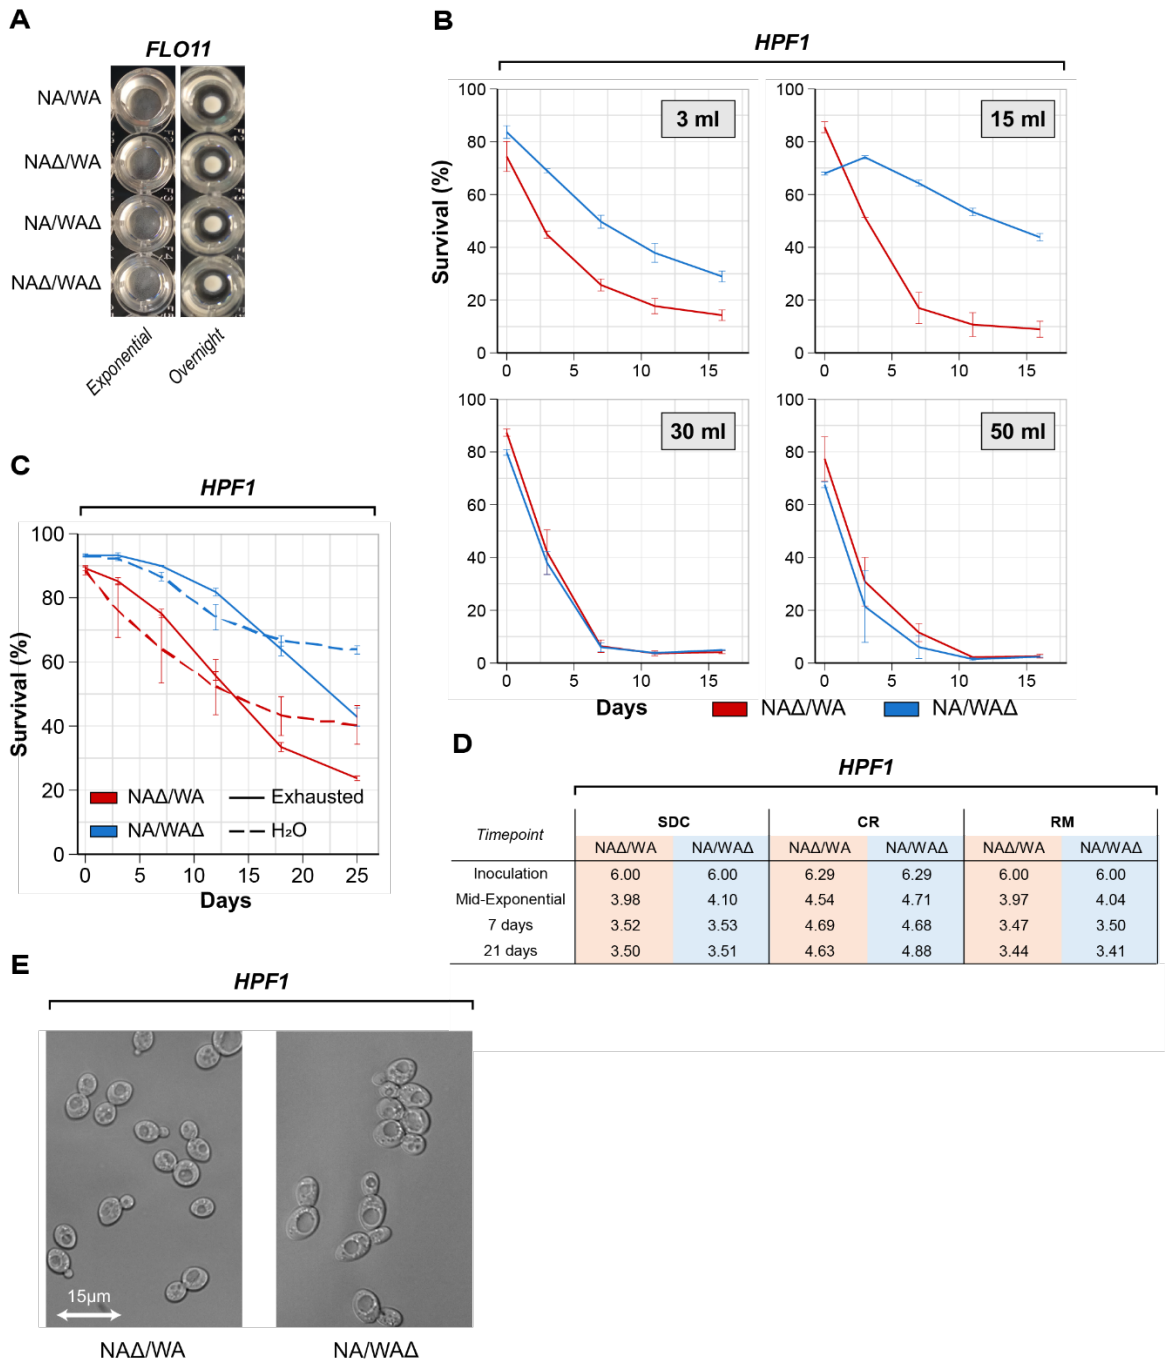 A
FLO11
NA/WA
NAΔ/WA
NA/WAΔ
NAΔ/WAΔ
Exponential
Overnight
B
HPF1
Survival (%)
100
80
60
40
20
0
0 5 10 15
3 ml
100
80
60
40
20
0
0 5 10 15
15 ml
100
80
60
40
20
0
0 5 10 15
30 ml
100
80
60
40
20
0
0 5 10 15
50 ml
Days
NAΔ/WA
NA/WAΔ
C
HPF1
Survival (%)
100
80
60
40
20
0
NAΔ/WA
Exhausted
NA/WAΔ
H₂O
0 5 10 15 20 25
Days
D
HPF1
Timepoint SDC CR RM
NAΔ/WA NA/WAΔ NAΔ/WA NA/WAΔ NAΔ/WA NA/WAΔ
Inoculation 6.00 6.00 6.29 6.29 6.00 6.00
Mid-Exponential 3.98 4.10 4.54 4.71 3.97 4.04
7 days 3.52 3.53 4.69 4.68 3.47 3.50
21 days 3.50 3.51 4.63 4.88 3.44 3.41
E
HPF1
15μm
NAΔ/WA
NA/WAΔ